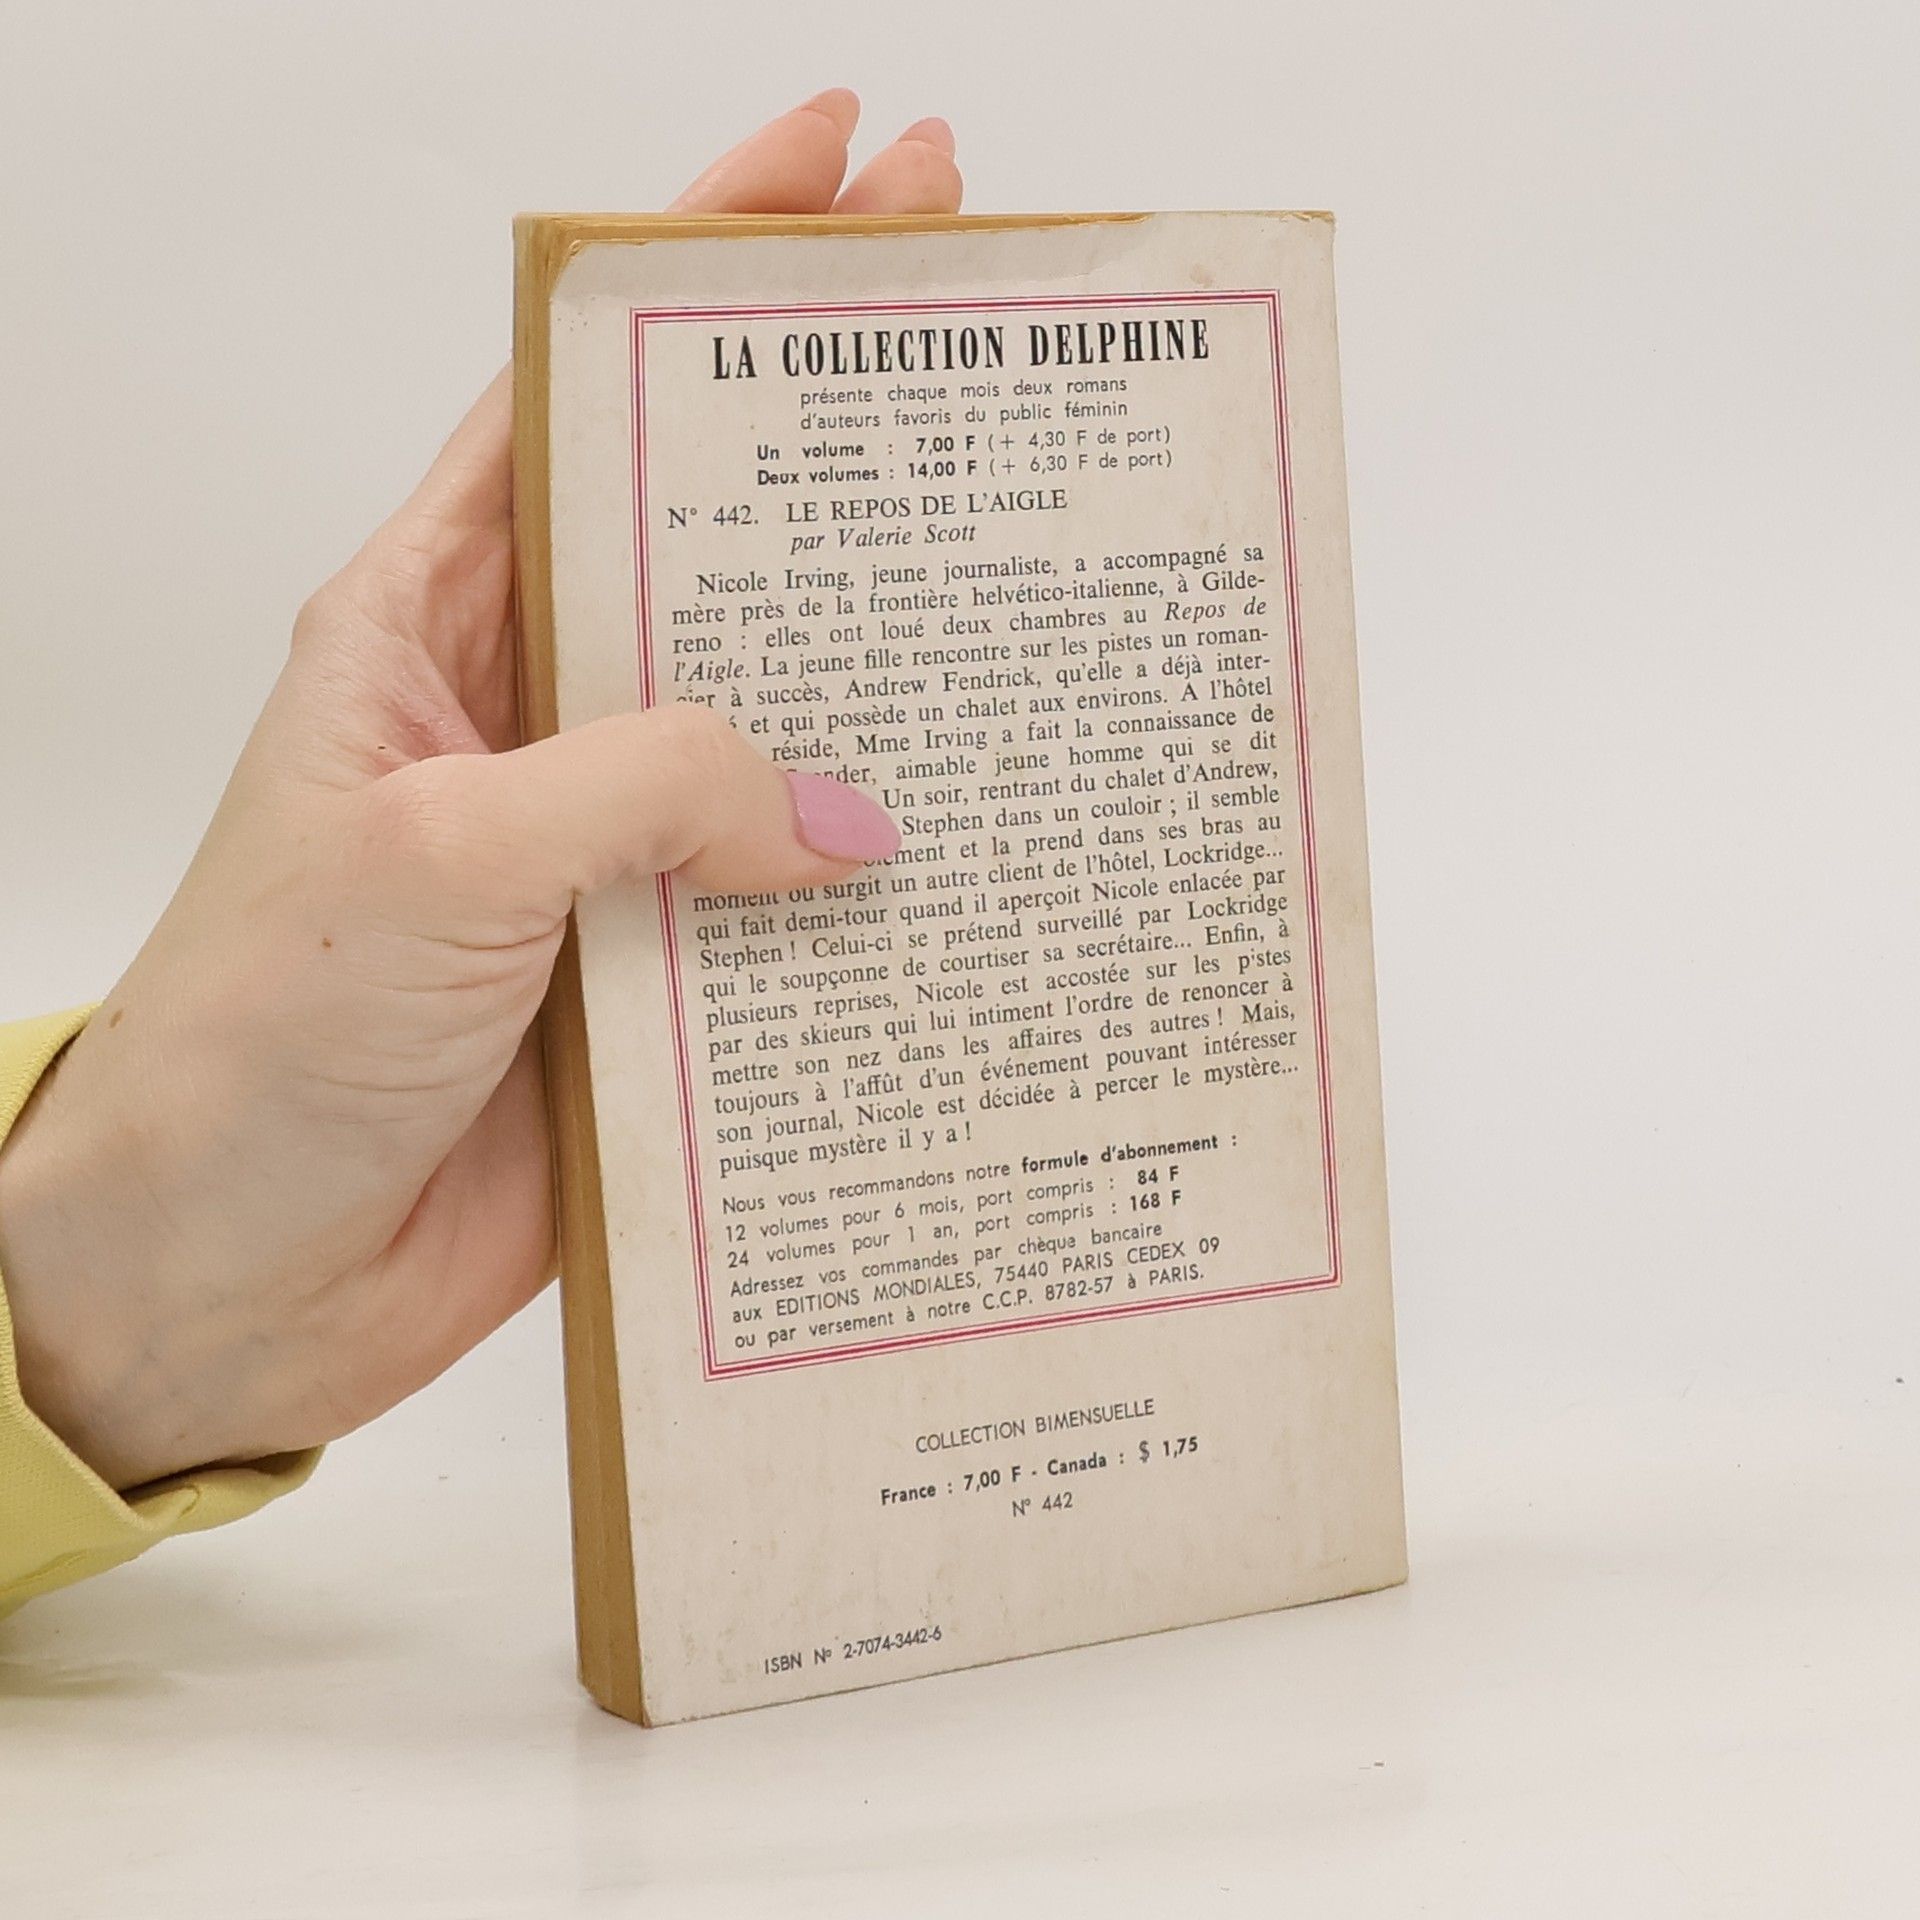 LA COLLECTION DELPHINE
présente chaque mois deux romans
d'auteurs favoris du public féminin
Un volume : 7,00 F (+ 4,30 F de port)
Deux volumes : 14,00 F (+ 6,30 F de port)
N° 442. LE REPOS DE L'AIGLE
par Valerie Scott
Nicole Irving, jeune journaliste, a accompagné sa
mère près de la frontière helvético-italienne, à Gilde-
reno : elles ont loué deux chambres au Repos de
l'Aigle. La jeune fille rencontre sur les pistes un roman-
à succès, Andrew Fendrick, qu'elle a déjà inter-
et qui possède un chalet aux environs. A l'hôtel
réside, Mme Irving a fait la connaissance de
aimable jeune homme qui se dit
Un soir, rentrant du chalet d'Andrew,
Stephen dans un couloir ; il semble
et la prend dans ses bras au
moment où surgit un autre client de l'hôtel, Lockridge...
qui fait demi-tour quand il aperçoit Nicole enlacée par
Stephen ! Celui-ci se prétend surveillé par Lockridge
qui le soupçonne de courtiser sa secrétaire... Enfin, à
plusieurs reprises, Nicole est accostée sur les pistes
par des skieurs qui lui intiment l'ordre de renoncer à
mettre son nez dans les affaires des autres ! Mais,
toujours à l'affût d'un événement pouvant intéresser
son journal, Nicole est décidée à percer le mystère...
puisque mystère il y a !
Nous vous recommandons notre formule d'abonnement :
12 volumes pour 6 mois, port compris : 84 F
24 volumes pour 1 an, port compris : 168 F
Adressez vos commandes par chèque bancaire
aux EDITIONS MONDIALES, 75440 PARIS CEDEX 09
ou par versement à notre C.C.P. 8782-57 à PARIS.
COLLECTION BIMENSUELLE
France : 7,00 F - Canada : $ 1,75
N° 442
ISBN N° 2-7074-3442-6